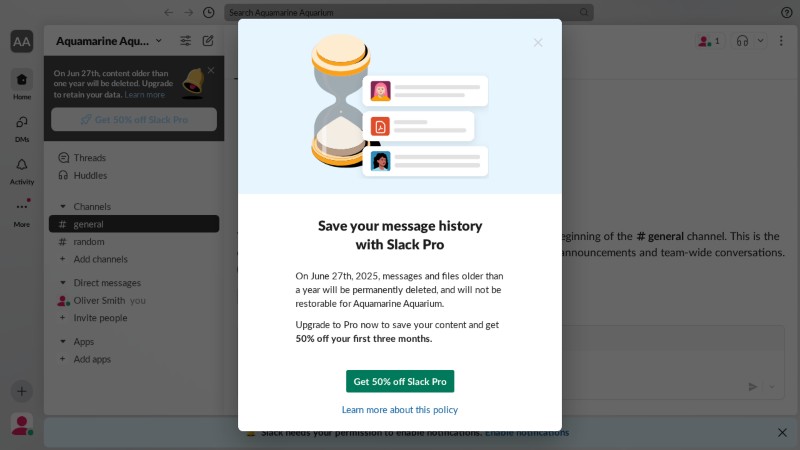 Search Aquamarine Aquarium
AA
Aquamarine Aqu...
1
On Jun 27th, content older than
one year will be deleted. Upgrade
to retain your data. Learn more
Get 50% off Slack Pro
Home
DMs
Activity
More
Threads
Huddles
Channels
# general
# random
+ Add channels
Direct messages
Oliver Smith you
+ Invite people
Apps
+ Add apps
Save your message history
with Slack Pro
On June 27th, 2025, messages and files older than
a year will be permanently deleted, and will not be
restorable for Aquamarine Aquarium.
Upgrade to Pro now to save your content and get
50% off your first three months.
Get 50% off Slack Pro
Learn more about this policy
eginning of the # general channel. This is the
announcements and team-wide conversations.
Slack needs your permission to enable notifications. Enable notifications